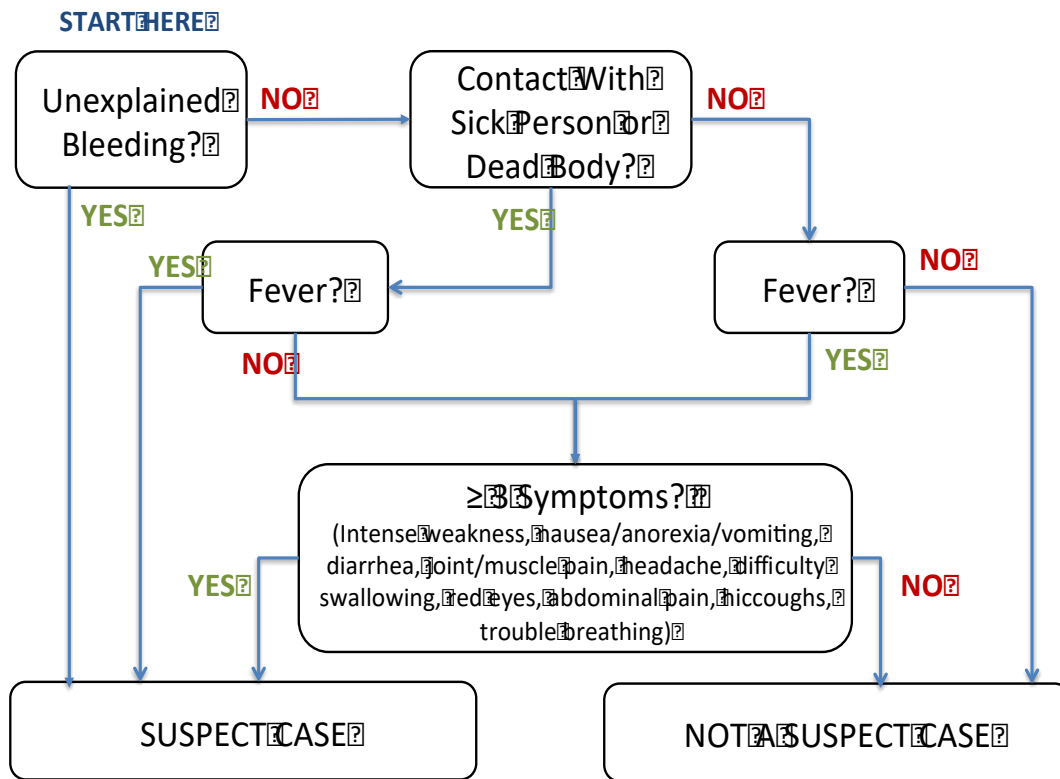 START HERE
Unexplained
Bleeding?
NO
Contact With
Sick Person or
Dead Body?
NO
YES
YES
YES
Fever?
Fever?
NO
NO
YES
≥ 3 Symptoms?
(Intense weakness, nausea/anorexia/vomiting,
diarrhea, joint/muscle pain, headache, difficulty
swallowing, red eyes, abdominal pain, hiccoughs,
trouble breathing)
YES
NO
SUSPECT CASE
NOT A SUSPECT CASE